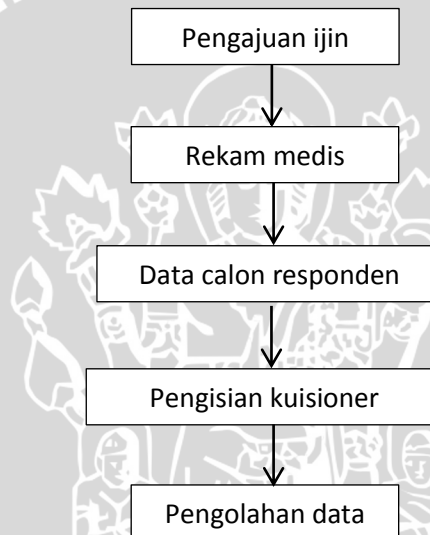 Pengajuan ijin
Rekam medis
Data calon responden
Pengisian kuisioner
Pengolahan data